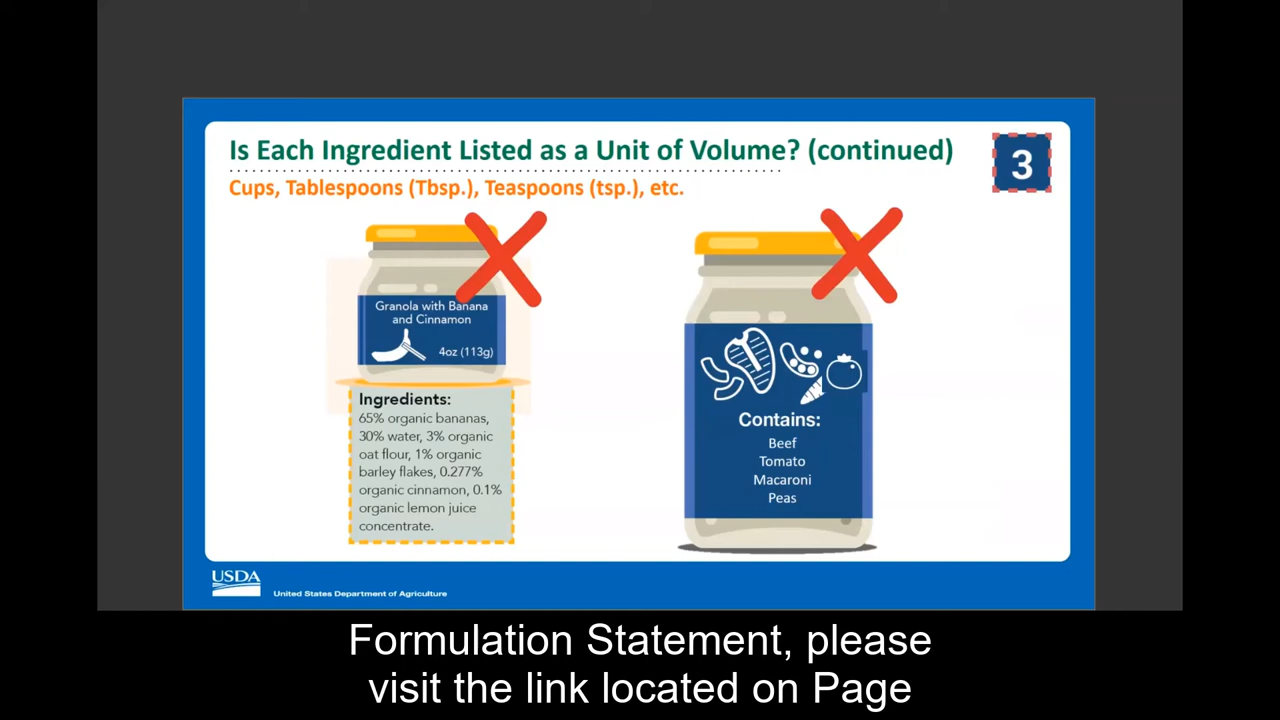 Is Each Ingredient Listed as a Unit of Volume? (continued)
3
Cups, Tablespoons (Tbsp.), Teaspoons (tsp.), etc.
Granola with Banana
and Cinnamon
4oz (113g)
Ingredients:
65% organic bananas,
30% water, 3% organic
oat flour, 1% organic
barley flakes, 0.277%
organic cinnamon, 0.1%
organic lemon juice
concentrate.
Contains:
Beef
Tomato
Macaroni
Peas
USDA
United States Department of Agriculture
Formulation Statement, please
visit the link located on Page